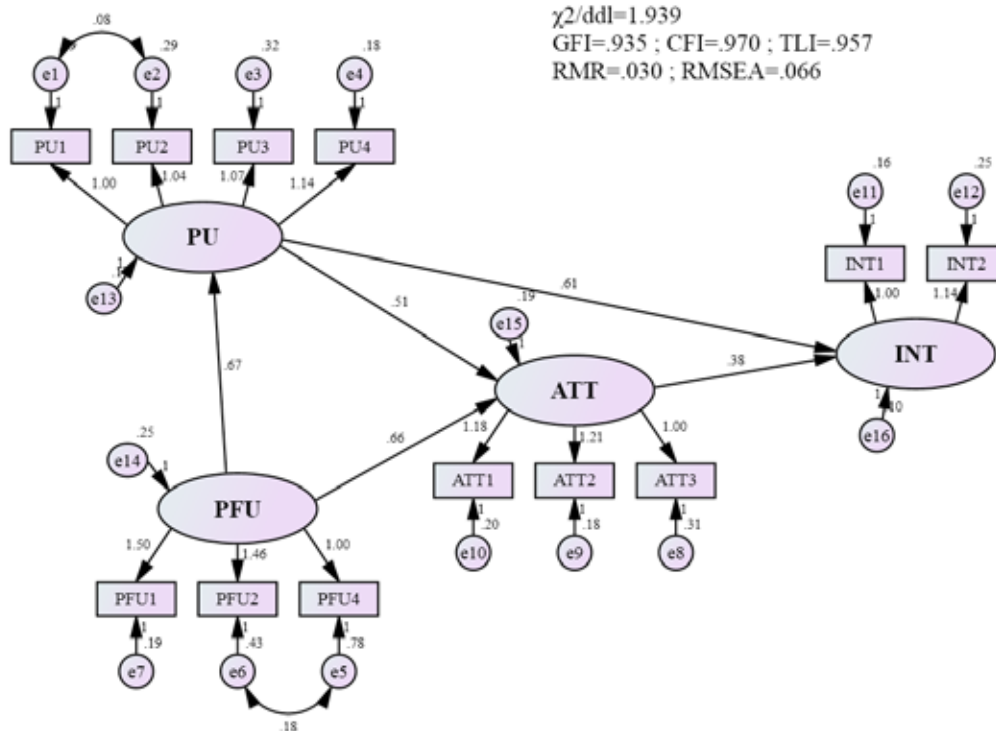 χ2/ddl=1.939
GFI=.935 ; CFI=.970 ; TLI=.957
RMR=.030 ; RMSEA=.066
.08
.29
.32
.18
e1
e2
e3
e4
1
1
1
1
PU1
PU2
PU3
PU4
1.00
1.04
1.07
1.14
PU
1
e13
.16
.25
e11
e12
1
1
INT1
INT2
1.00
1.14
INT
.10
e16
.61
.51
.19
e15
1
.67
.38
ATT
.66
1.18
1.21
1.00
ATT1
ATT2
ATT3
1
1
1
.20
.18
.31
e10
e9
e8
.25
e14
1
PFU
1.50
1.46
1.00
PFU1
PFU2
PFU4
1
1
1
.19
.43
.78
e7
e6
e5
.18